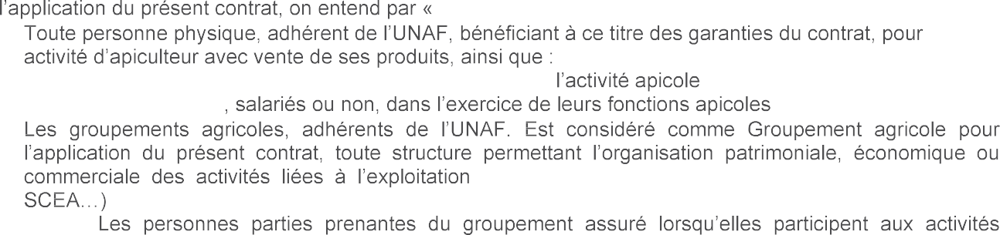 l'application du présent contrat, on entend par «
Toute personne physique, adhérent de l'UNAF, bénéficiant à ce titre des garanties du contrat, pour
activité d'apiculteur avec vente de ses produits, ainsi que :
l'activité apicole
, salariés ou non, dans l'exercice de leurs fonctions apicoles
Les groupements agricoles, adhérents de l'UNAF. Est considéré comme Groupement agricole pour
l'application du présent contrat, toute structure permettant l'organisation patrimoniale, économique ou
commerciale des activités liées à l'exploitation
SCEA...)
Les personnes parties prenantes du groupement assuré lorsqu'elles participent aux activités